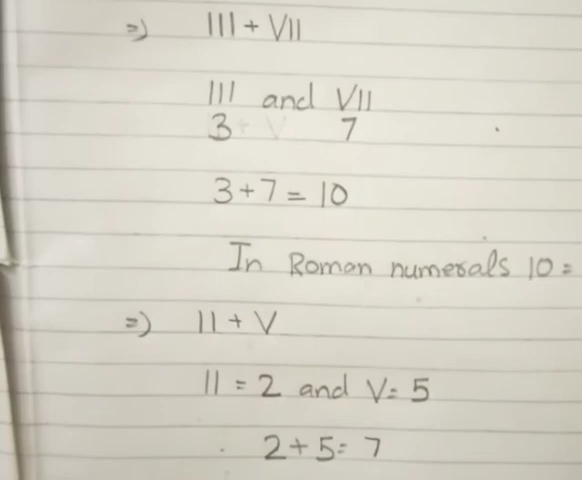 =) III + VII
III and VII
3 7
3 + 7 = 10
In Roman numerals 10 =
=) II + V
II = 2 and V = 5
2 + 5 = 7